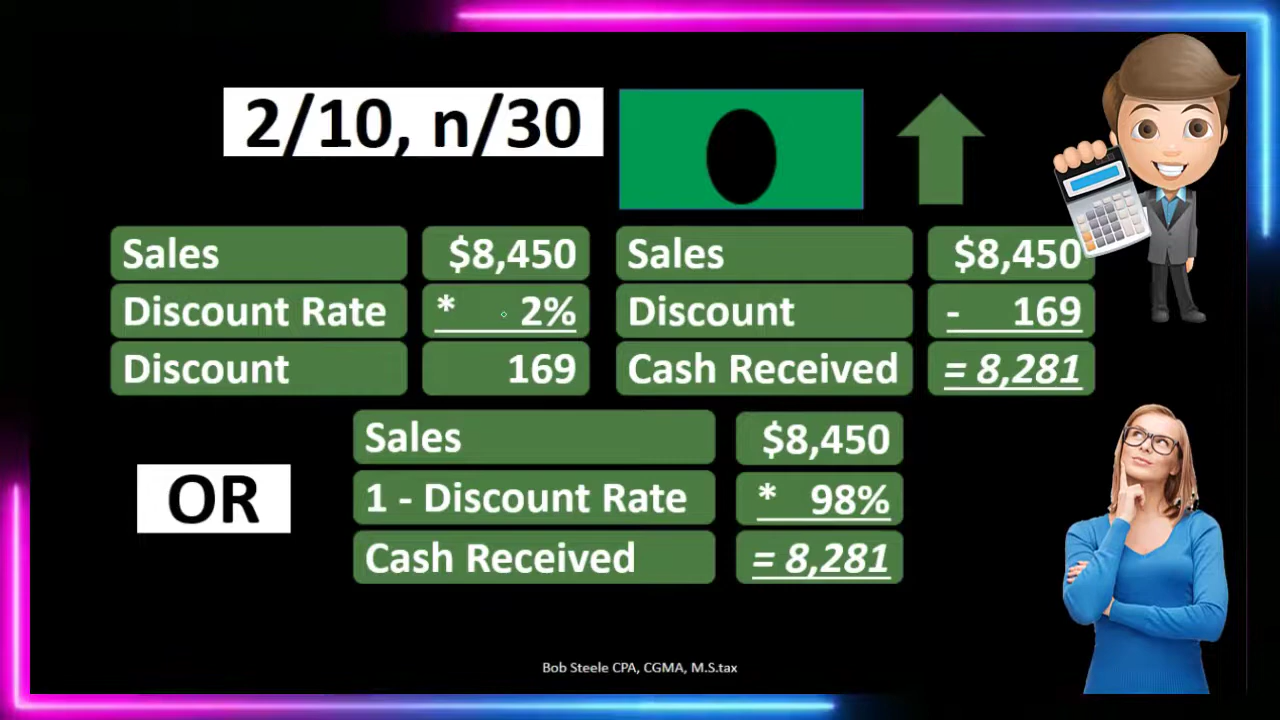 2/10, n/30
Sales $8,450 Sales $8,450
Discount Rate * 2% Discount - 169
Discount 169 Cash Received = 8,281
Sales $8,450
OR 1 - Discount Rate * 98%
Cash Received = 8,281
Bob Steele CPA, CGMA, M.S.tax